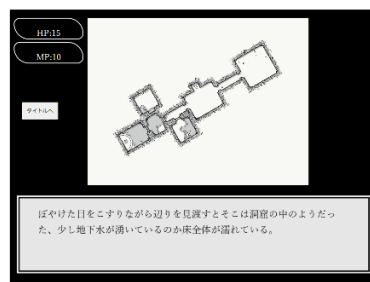 HP:15
MP:10
タイトルへ
ぼやけた目をこすりながら辺りを見渡すとそこは洞窟の中のようだっ
た、少し地下水が湧いているのか床全体が濡れている。